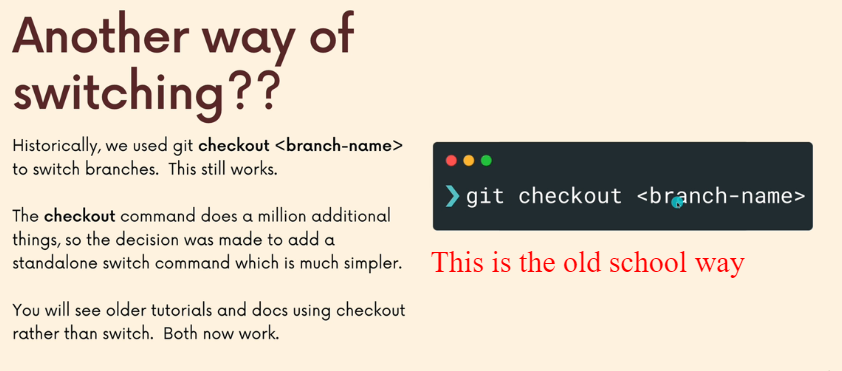 Another way of
switching??
Historically, we used git checkout <branch-name>
to switch branches. This still works.
The checkout command does a million additional
things, so the decision was made to add a
standalone switch command which is much simpler.
You will see older tutorials and docs using checkout
rather than switch. Both now work.
❯ git checkout <branch-name>
This is the old school way